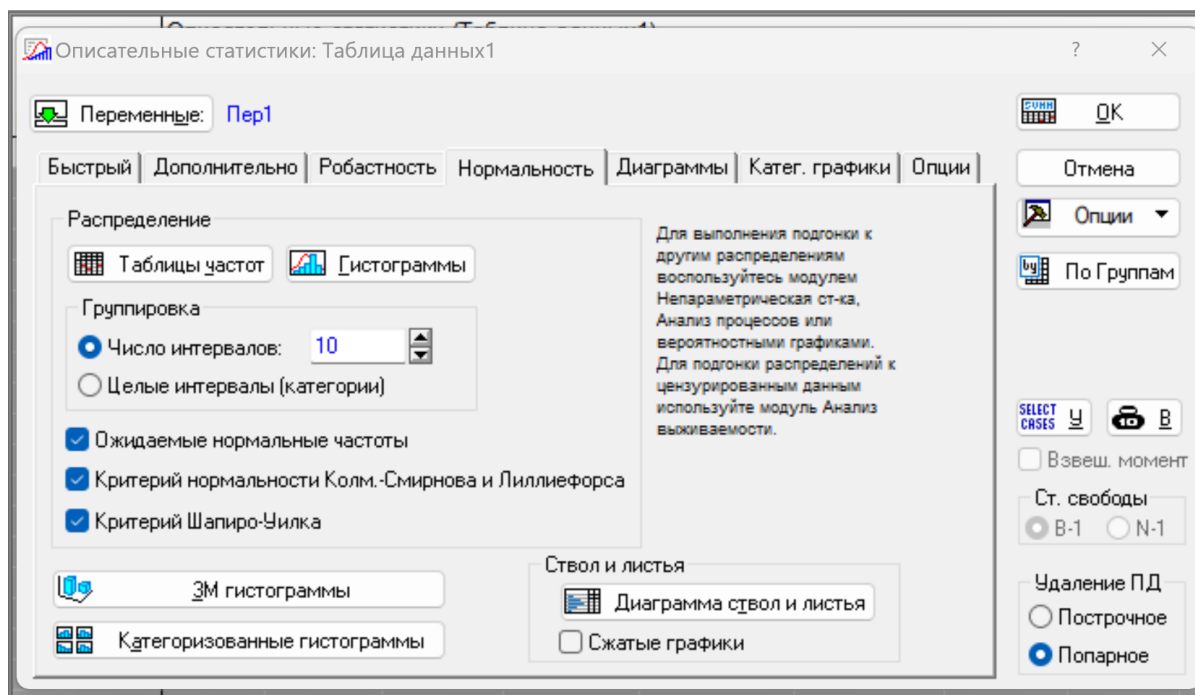 Описательные статистики: Таблица данных1
?
Переменные:
Пер1
Быстрый
Дополнительно
Робастность
Нормальность
Диаграммы
Катег. графики
Опции
Распределение
Таблицы частот
Гистограммы
Группировка
Число интервалов:
10
Целые интервалы (категории)
Ожидаемые нормальные частоты
Критерий нормальности Колм.-Смирнова и Лиллиефорса
Критерий Шапиро-Уилка
Для выполнения подгонки к
другим распределениям
воспользуйтесь модулем
Непараметрическая ст-ка,
Анализ процессов или
вероятностными графиками.
Для подгонки распределений к
цензурированным данным
используйте модуль Анализ
выживаемости.
3М гистограммы
Категоризованные гистограммы
Ствол и листья
Диаграмма ствол и листья
Сжатые графики
SUMM
OK
Отмена
Опции
by
По Группам
SELECT
CASES
У
В
Взвеш. момент
Ст. свободы
В-1
N-1
Удаление ПД
Построчное
Попарное